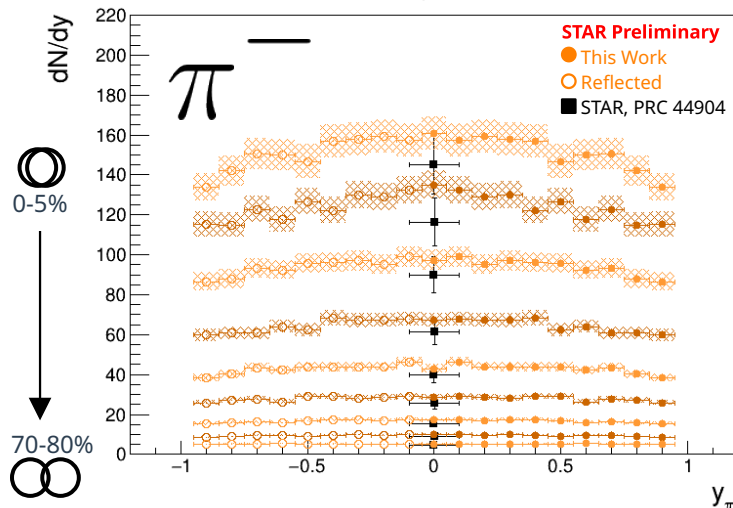 dN/dy
220
200
180
160
140
120
100
80
60
40
20
0
π⁻
STAR Preliminary
This Work
Reflected
STAR, PRC 44904
0-5%
70-80%
−1
−0.5
0
0.5
1
y_π